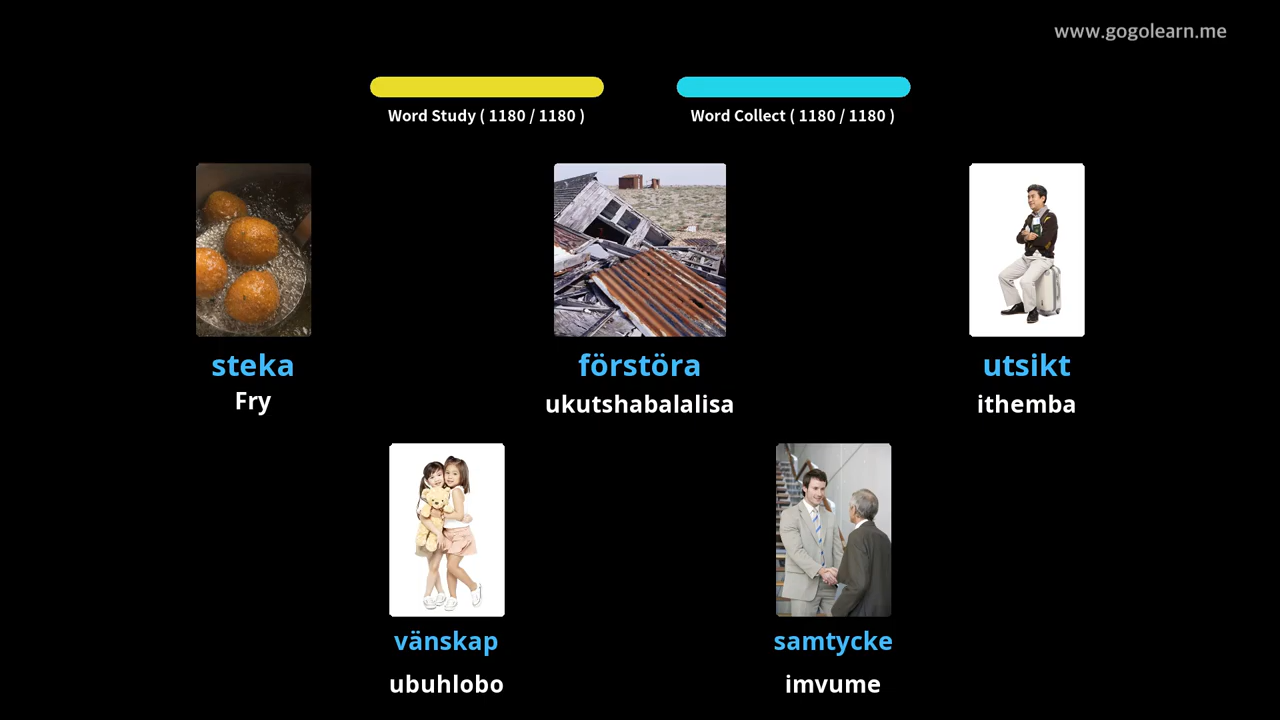 www.gogolearn.me
Word Study ( 1180 / 1180 )
Word Collect ( 1180 / 1180 )
steka
Fry
förstöra
ukutshabalalisa
utsikt
ithemba
vänskap
ubuhlobo
samtycke
imvume